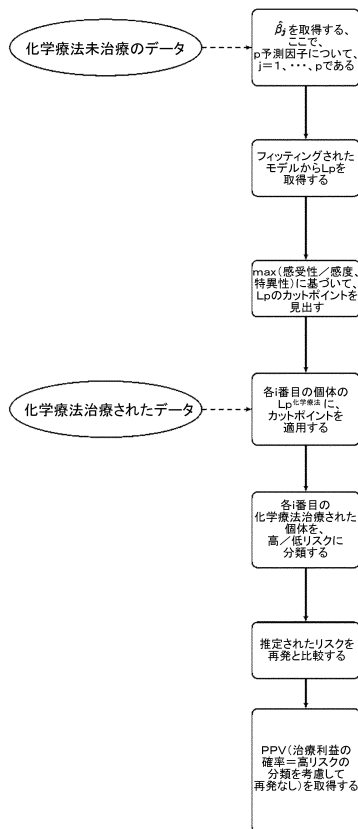 化学療法未治療のデータ
β̂jを取得する、
ここで、
p予測因子について、
j＝1、・・・、pである
フィッティングされた
モデルからLpを
取得する
max（感受性／感度、
特異性）に基づいて、
Lpのカットポイントを
見出す
化学療法治療されたデータ
各i番目の個体の
Lp化学療法に、
カットポイントを
適用する
各i番目の
化学療法治療された
個体を、
高／低リスクに
分類する
推定されたリスクを
再発と比較する
PPV（治療利益の
確率＝高リスクの
分類を考慮して
再発なし）を取得する